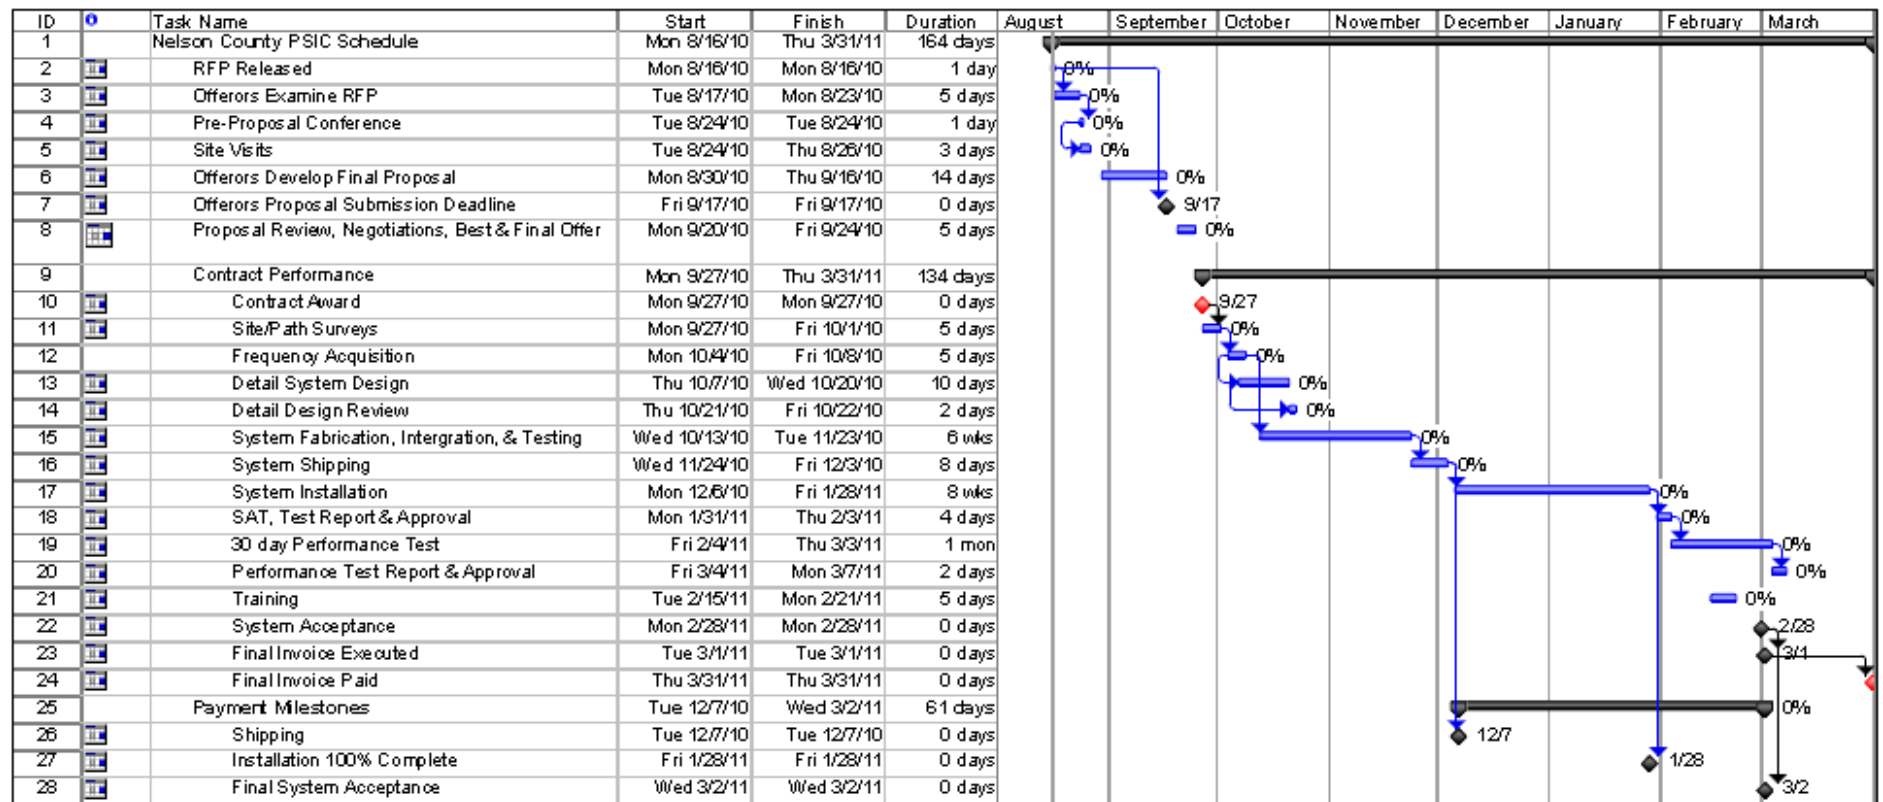 ID Task Name Start Finish Duration August September October November December January February March
1 Nelson County PSIC Schedule Mon 8/16/10 Thu 3/31/11 164 days
2 RFP Released Mon 8/16/10 Mon 8/16/10 1 day 0%
3 Offerors Examine RFP Tue 8/17/10 Mon 8/23/10 5 days 0%
4 Pre-Proposal Conference Tue 8/24/10 Tue 8/24/10 1 day 0%
5 Site Visits Tue 8/24/10 Thu 8/26/10 3 days 0%
6 Offerors Develop Final Proposal Mon 8/30/10 Thu 9/16/10 14 days 0%
7 Offerors Proposal Submission Deadline Fri 9/17/10 Fri 9/17/10 0 days 9/17
8 Proposal Review, Negotiations, Best & Final Offer Mon 9/20/10 Fri 9/24/10 5 days 0%
9 Contract Performance Mon 9/27/10 Thu 3/31/11 134 days
10 Contract Award Mon 9/27/10 Mon 9/27/10 0 days 9/27
11 Site/Path Surveys Mon 9/27/10 Fri 10/1/10 5 days 0%
12 Frequency Acquisition Mon 10/4/10 Fri 10/8/10 5 days 0%
13 Detail System Design Thu 10/7/10 Wed 10/20/10 10 days 0%
14 Detail Design Review Thu 10/21/10 Fri 10/22/10 2 days 0%
15 System Fabrication, Intergration, & Testing Wed 10/13/10 Tue 11/23/10 6 wks 0%
16 System Shipping Wed 11/24/10 Fri 12/3/10 8 days 0%
17 System Installation Mon 12/6/10 Fri 1/28/11 8 wks 0%
18 SAT, Test Report & Approval Mon 1/31/11 Thu 2/3/11 4 days 0%
19 30 day Performance Test Fri 2/4/11 Thu 3/3/11 1 mon 0%
20 Performance Test Report & Approval Fri 3/4/11 Mon 3/7/11 2 days 0%
21 Training Tue 2/15/11 Mon 2/21/11 5 days 0%
22 System Acceptance Mon 2/28/11 Mon 2/28/11 0 days 2/28
23 Final Invoice Executed Tue 3/1/11 Tue 3/1/11 0 days 3/1
24 Final Invoice Paid Thu 3/31/11 Thu 3/31/11 0 days
25 Payment Milestones Tue 12/7/10 Wed 3/2/11 61 days 0%
26 Shipping Tue 12/7/10 Tue 12/7/10 0 days 12/7
27 Installation 100% Complete Fri 1/28/11 Fri 1/28/11 0 days 1/28
28 Final System Acceptance Wed 3/2/11 Wed 3/2/11 0 days 3/2